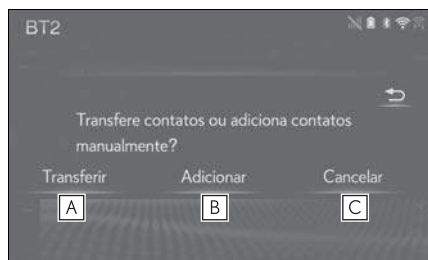 BT2
Transfere contatos ou adiciona contatos
manualmente?
Transferir Adicionar Cancelar
A B C